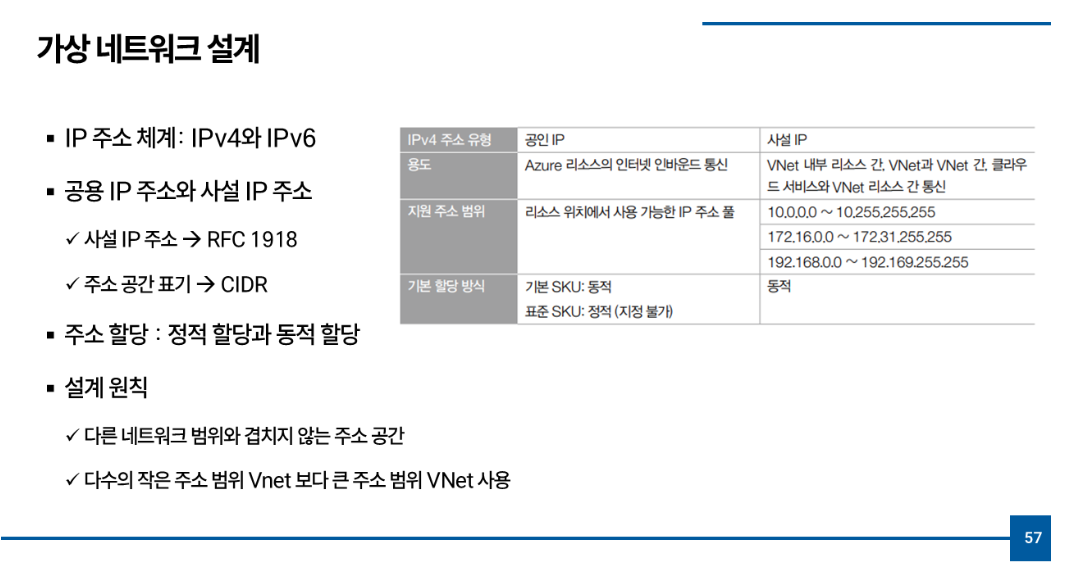 가상 네트워크 설계
▪ IP 주소 체계: IPv4와 IPv6
▪ 공용 IP 주소와 사설 IP 주소
✓ 사설 IP 주소 → RFC 1918
✓ 주소 공간 표기 → CIDR
▪ 주소 할당 : 정적 할당과 동적 할당
▪ 설계 원칙
✓ 다른 네트워크 범위와 겹치지 않는 주소 공간
✓ 다수의 작은 주소 범위 Vnet 보다 큰 주소 범위 VNet 사용
IPv4 주소 유형 공인 IP 사설 IP
용도 Azure 리소스의 인터넷 인바운드 통신 VNet 내부 리소스 간, VNet과 VNet 간, 클라우
드 서비스와 VNet 리소스 간 통신
지원 주소 범위 리소스 위치에서 사용 가능한 IP 주소 풀 10.0.0.0 ~ 10.255.255.255
172.16.0.0 ~ 172.31.255.255
192.168.0.0 ~ 192.169.255.255
기본 할당 방식 기본 SKU: 동적 동적
표준 SKU: 정적 (지정 불가)
57